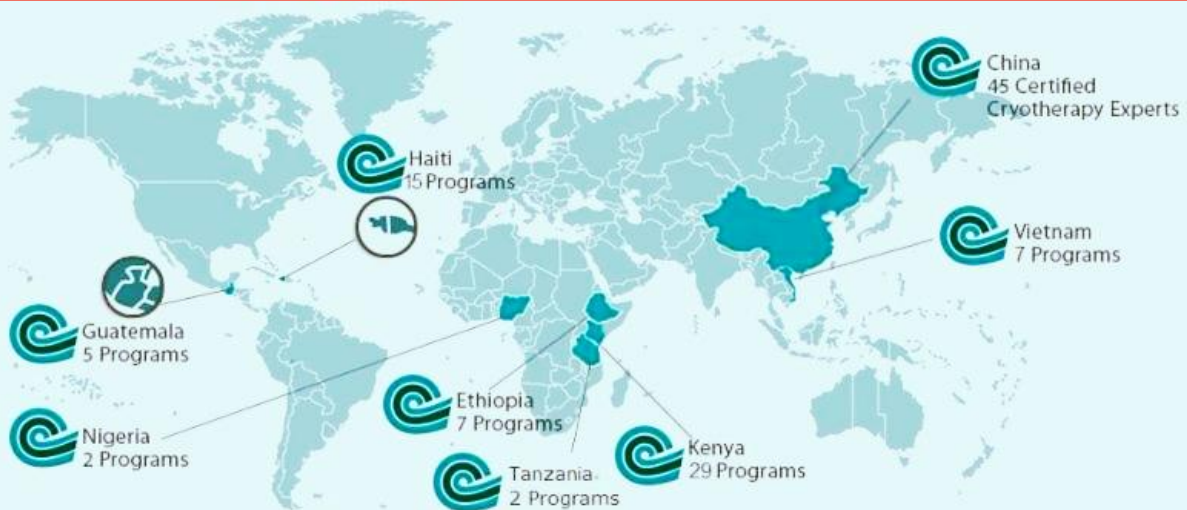 China
45 Certified
Cryotherapy Experts
Haiti
15 Programs
Vietnam
7 Programs
Guatemala
5 Programs
Ethiopia
7 Programs
Nigeria
2 Programs
Kenya
29 Programs
Tanzania
2 Programs